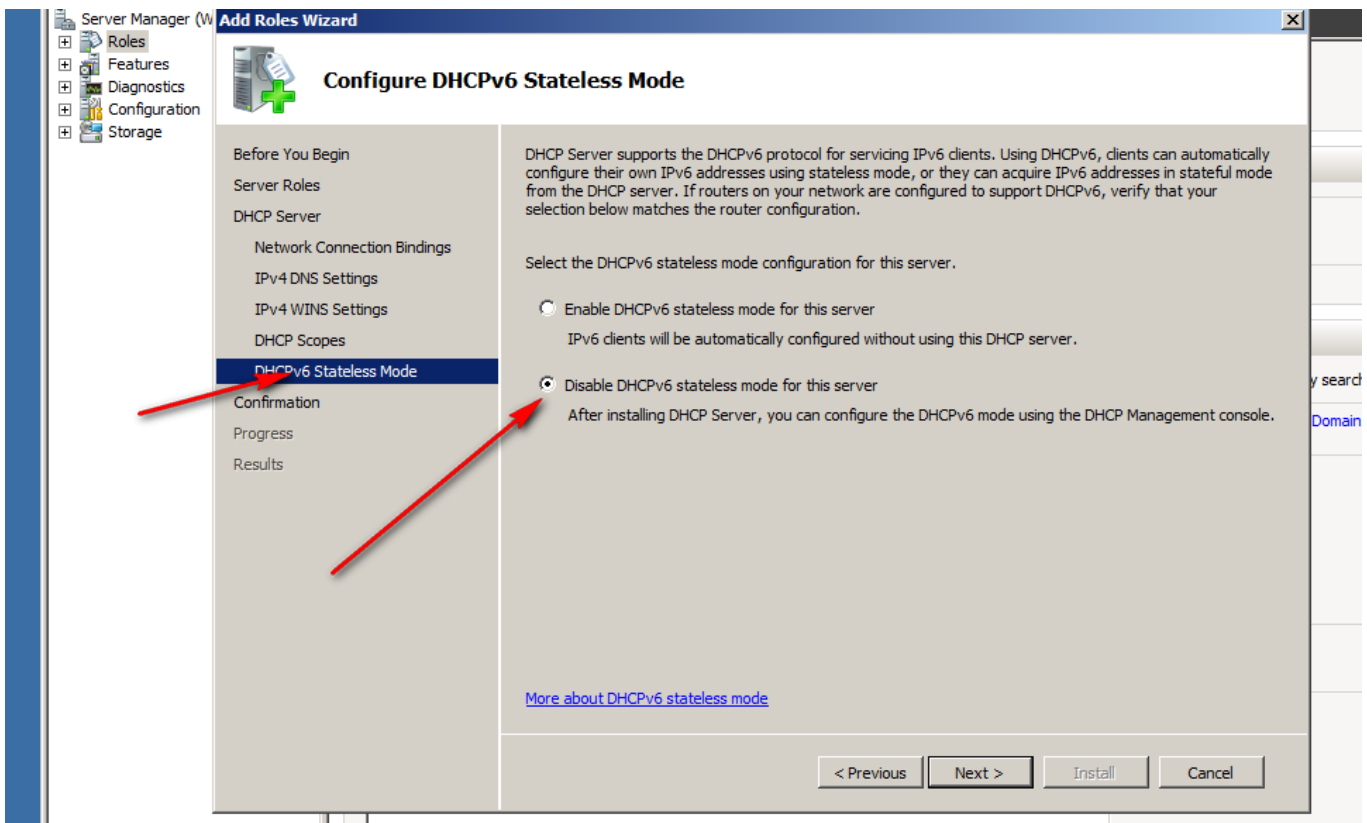 Server Manager (W
Roles
Features
Diagnostics
Configuration
Storage
Add Roles Wizard
Configure DHCPv6 Stateless Mode
Before You Begin
Server Roles
DHCP Server
Network Connection Bindings
IPv4 DNS Settings
IPv4 WINS Settings
DHCP Scopes
DHCPv6 Stateless Mode
Confirmation
Progress
Results
DHCP Server supports the DHCPv6 protocol for servicing IPv6 clients. Using DHCPv6, clients can automatically
configure their own IPv6 addresses using stateless mode, or they can acquire IPv6 addresses in stateful mode
from the DHCP server. If routers on your network are configured to support DHCPv6, verify that your
selection below matches the router configuration.
Select the DHCPv6 stateless mode configuration for this server.
Enable DHCPv6 stateless mode for this server
IPv6 clients will be automatically configured without using this DHCP server.
Disable DHCPv6 stateless mode for this server
After installing DHCP Server, you can configure the DHCPv6 mode using the DHCP Management console.
More about DHCPv6 stateless mode
< Previous
Next >
Install
Cancel
y search
Domain